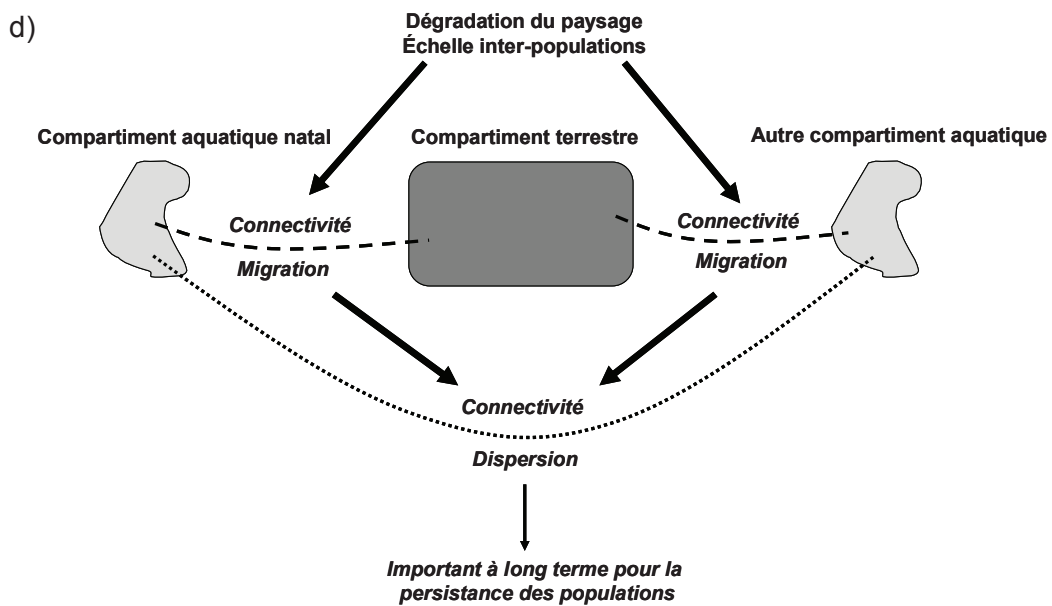 d)
Dégradation du paysage
Échelle inter-populations
Compartiment aquatique natal
Compartiment terrestre
Autre compartiment aquatique
Connectivité
Migration
Connectivité
Migration
Connectivité
Dispersion
Important à long terme pour la
persistance des populations